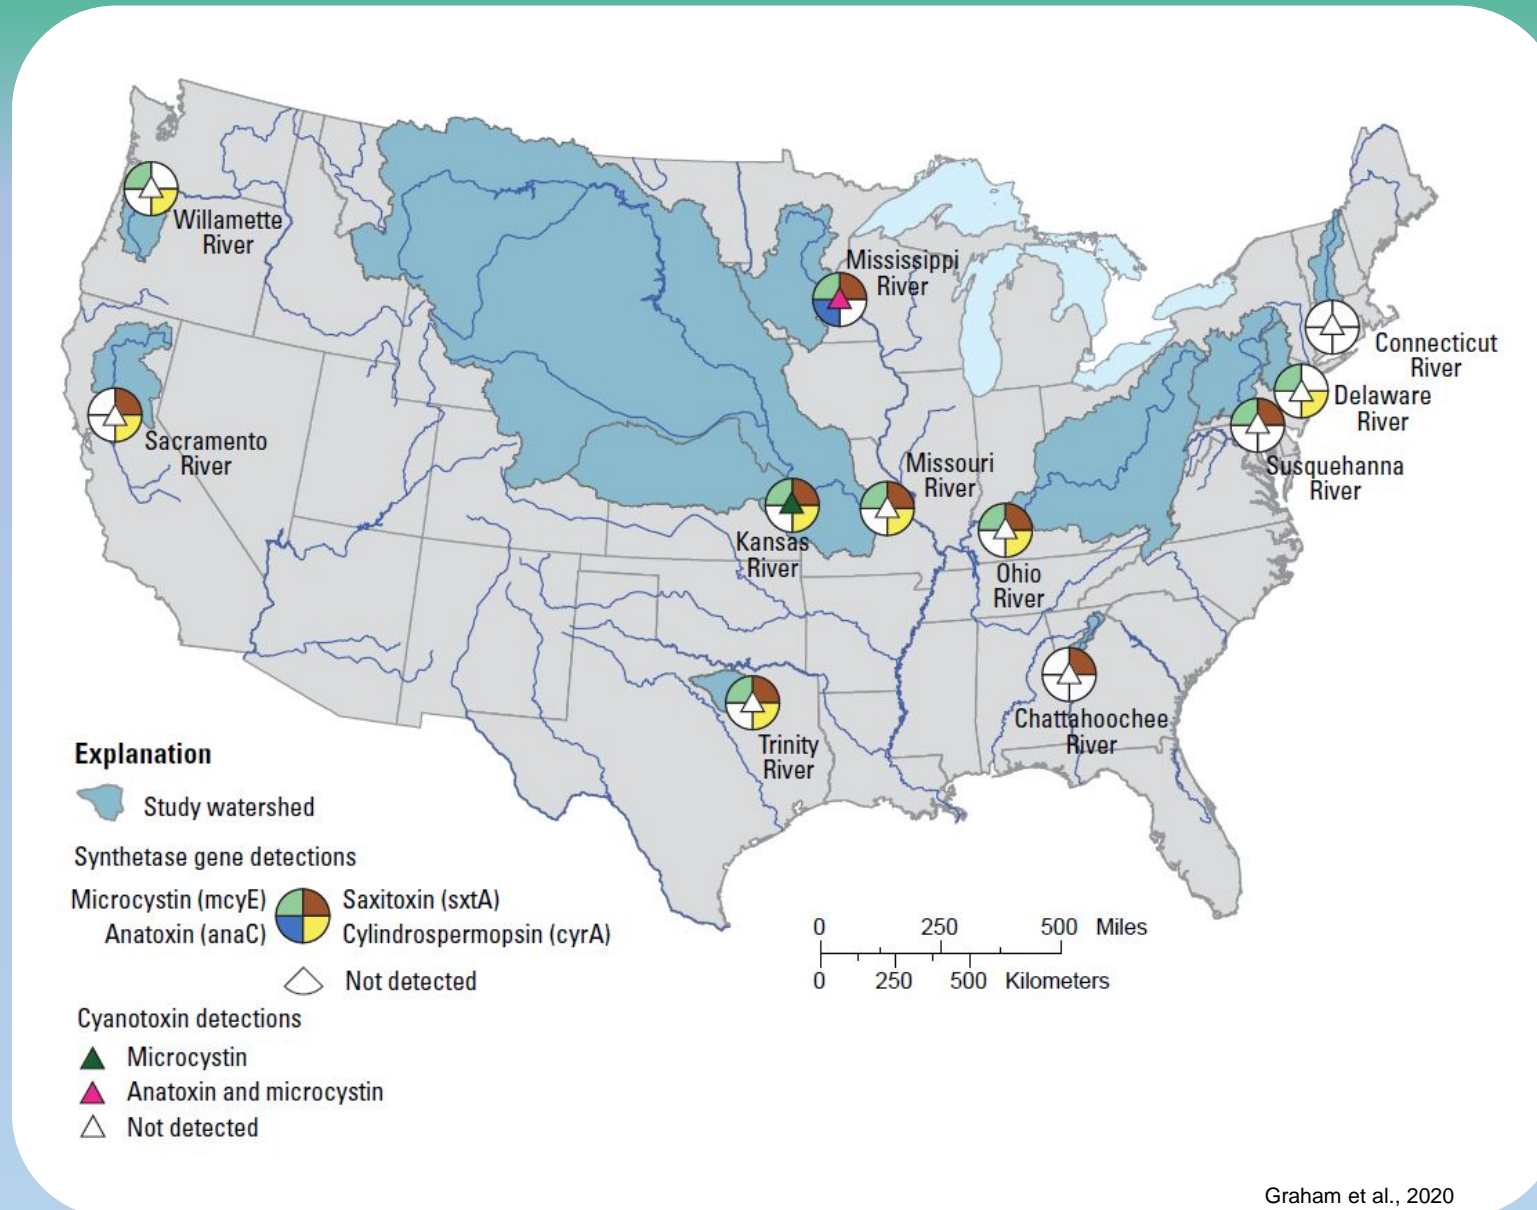 Willamette
River
Mississippi
River
Connecticut
River
Delaware
River
Sacramento
River
Missouri
River
Susquehanna
River
Kansas
River
Ohio
River
Chattahoochee
River
Trinity
River
Explanation
Study watershed
Synthetase gene detections
Microcystin (mcyE)
Saxitoxin (sxtA)
Anatoxin (anaC)
Cylindrospermopsin (cyrA)
Not detected
Cyanotoxin detections
Microcystin
Anatoxin and microcystin
Not detected
0 250 500 Miles
0 250 500 Kilometers
Graham et al., 2020